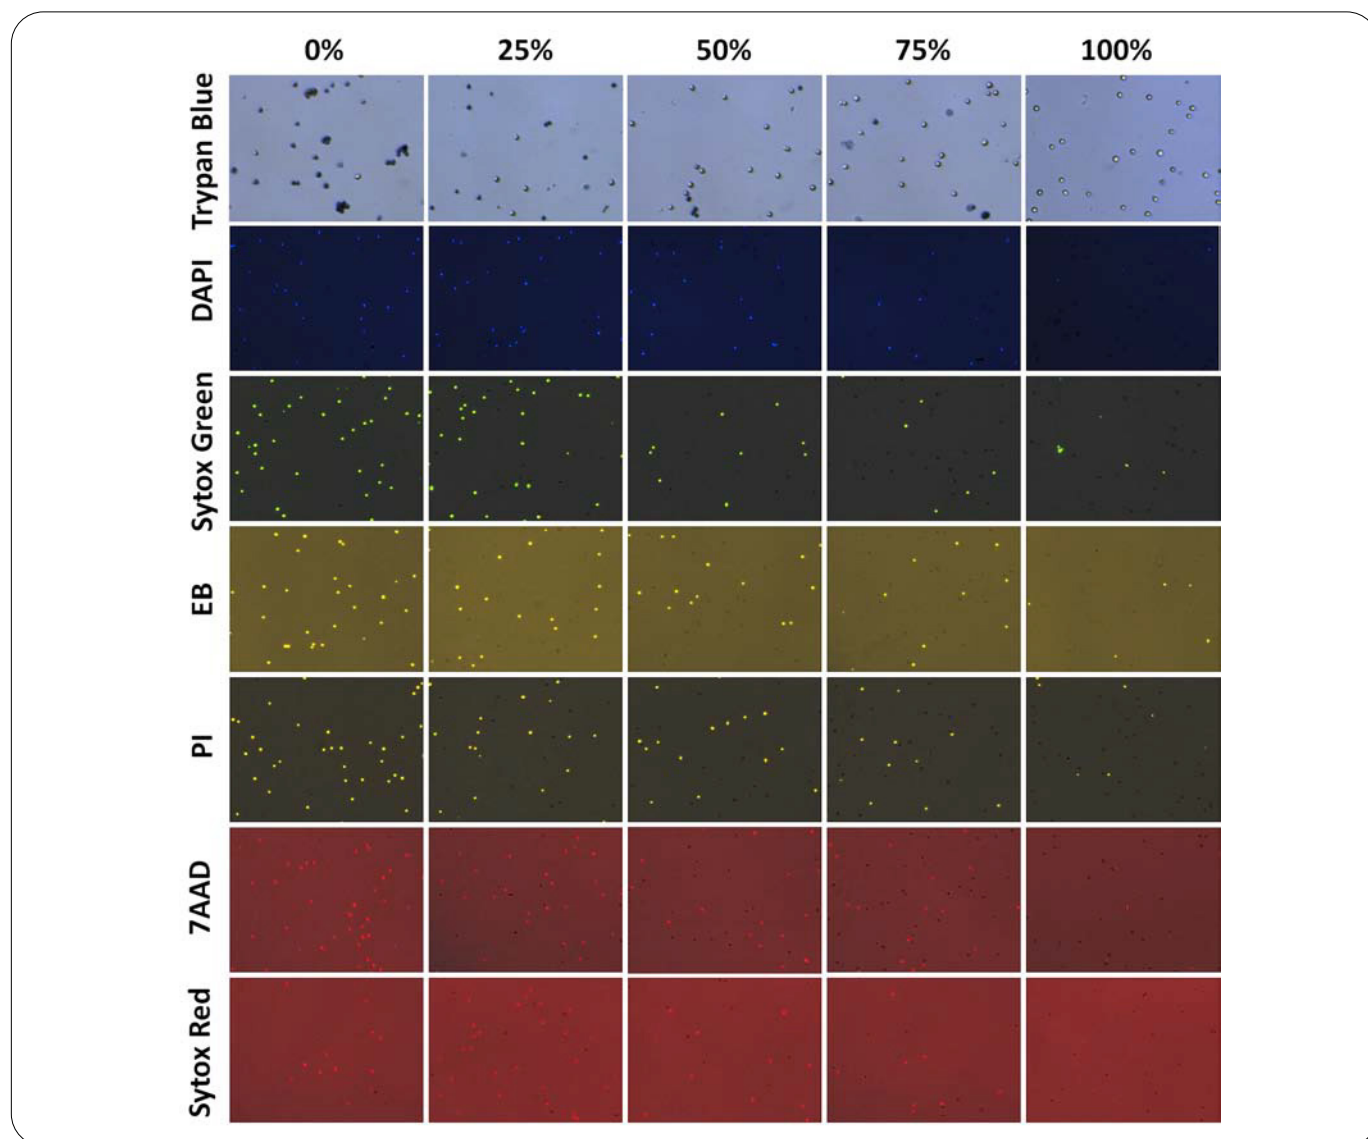 0% 25% 50% 75% 100%
Trypan Blue
DAPI
Sytox Green
EB
PI
7AAD
Sytox Red